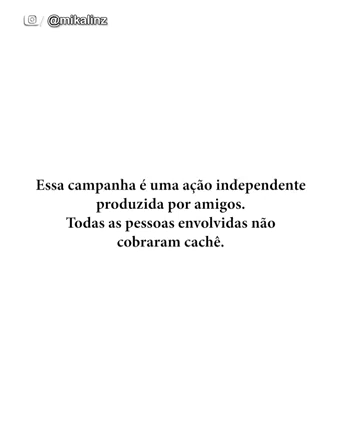 @mikalinz
Essa campanha é uma ação independente
produzida por amigos.
Todas as pessoas envolvidas não
cobraram cachê.